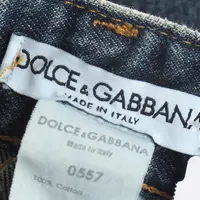 DOLCE & GABBANA
MADE IN ITALY
DOLCE & GABBANA
Made in Italy
0557
100% Cotton